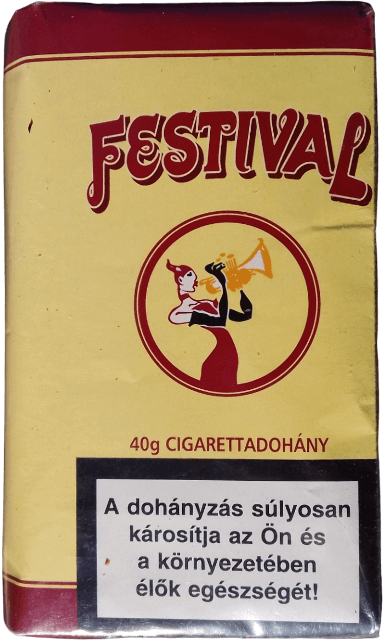 FESTIVAL
40g CIGARETTADOHÁNY
A dohányzás súlyosan
károsítja az Ön és
a környezetében
élők egészségét!